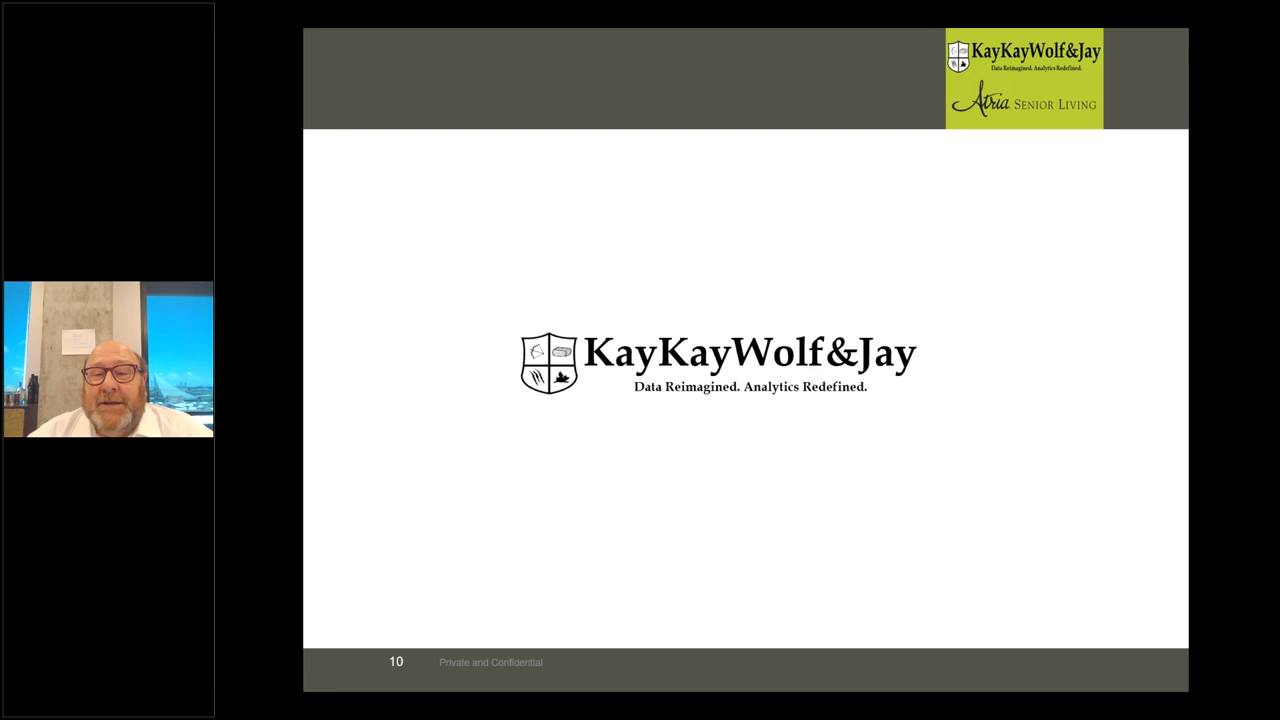 KayKayWolf&Jay
Data Reimagined. Analytics Redefined.
Atria SENIOR LIVING
KayKayWolf&Jay
Data Reimagined. Analytics Redefined.
10
Private and Confidential